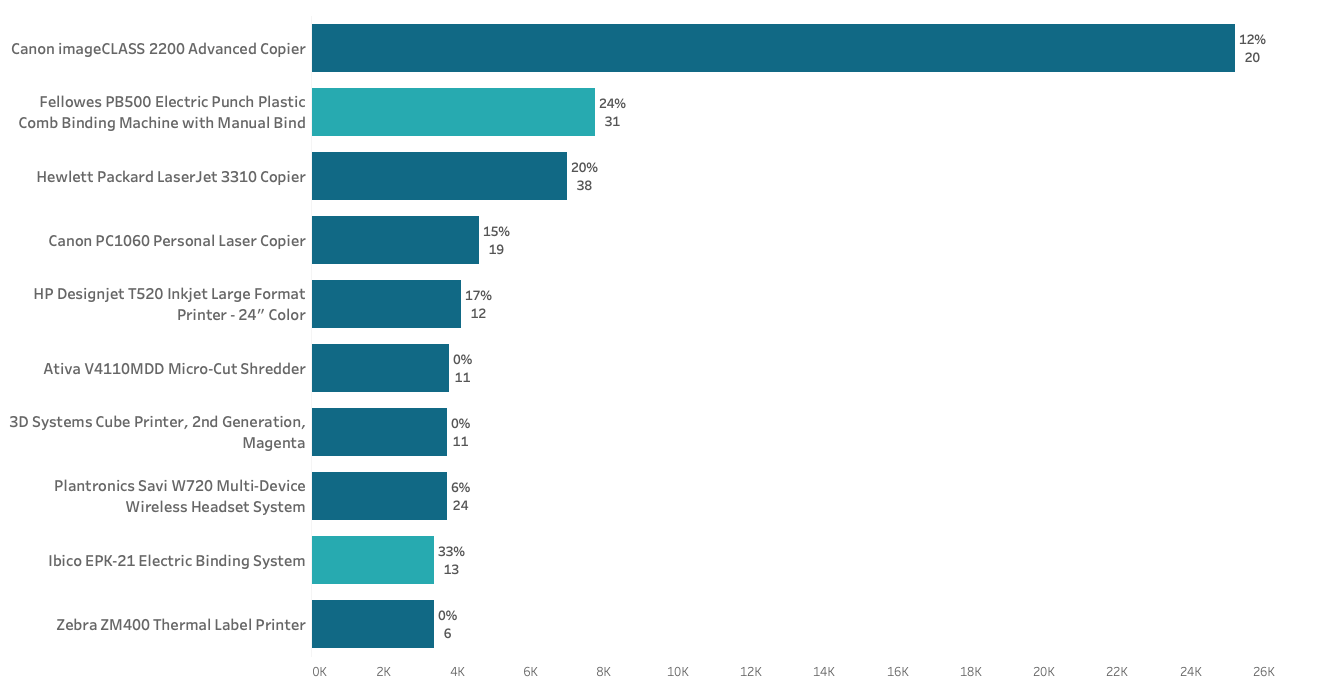 Canon imageCLASS 2200 Advanced Copier
12%
20
Fellowes PB500 Electric Punch Plastic
Comb Binding Machine with Manual Bind
24%
31
Hewlett Packard LaserJet 3310 Copier
20%
38
Canon PC1060 Personal Laser Copier
15%
19
HP Designjet T520 Inkjet Large Format
Printer - 24" Color
17%
12
Ativa V4110MDD Micro-Cut Shredder
0%
11
3D Systems Cube Printer, 2nd Generation,
Magenta
0%
11
Plantronics Savi W720 Multi-Device
Wireless Headset System
6%
24
Ibico EPK-21 Electric Binding System
33%
13
Zebra ZM400 Thermal Label Printer
0%
6
0K 2K 4K 6K 8K 10K 12K 14K 16K 18K 20K 22K 24K 26K